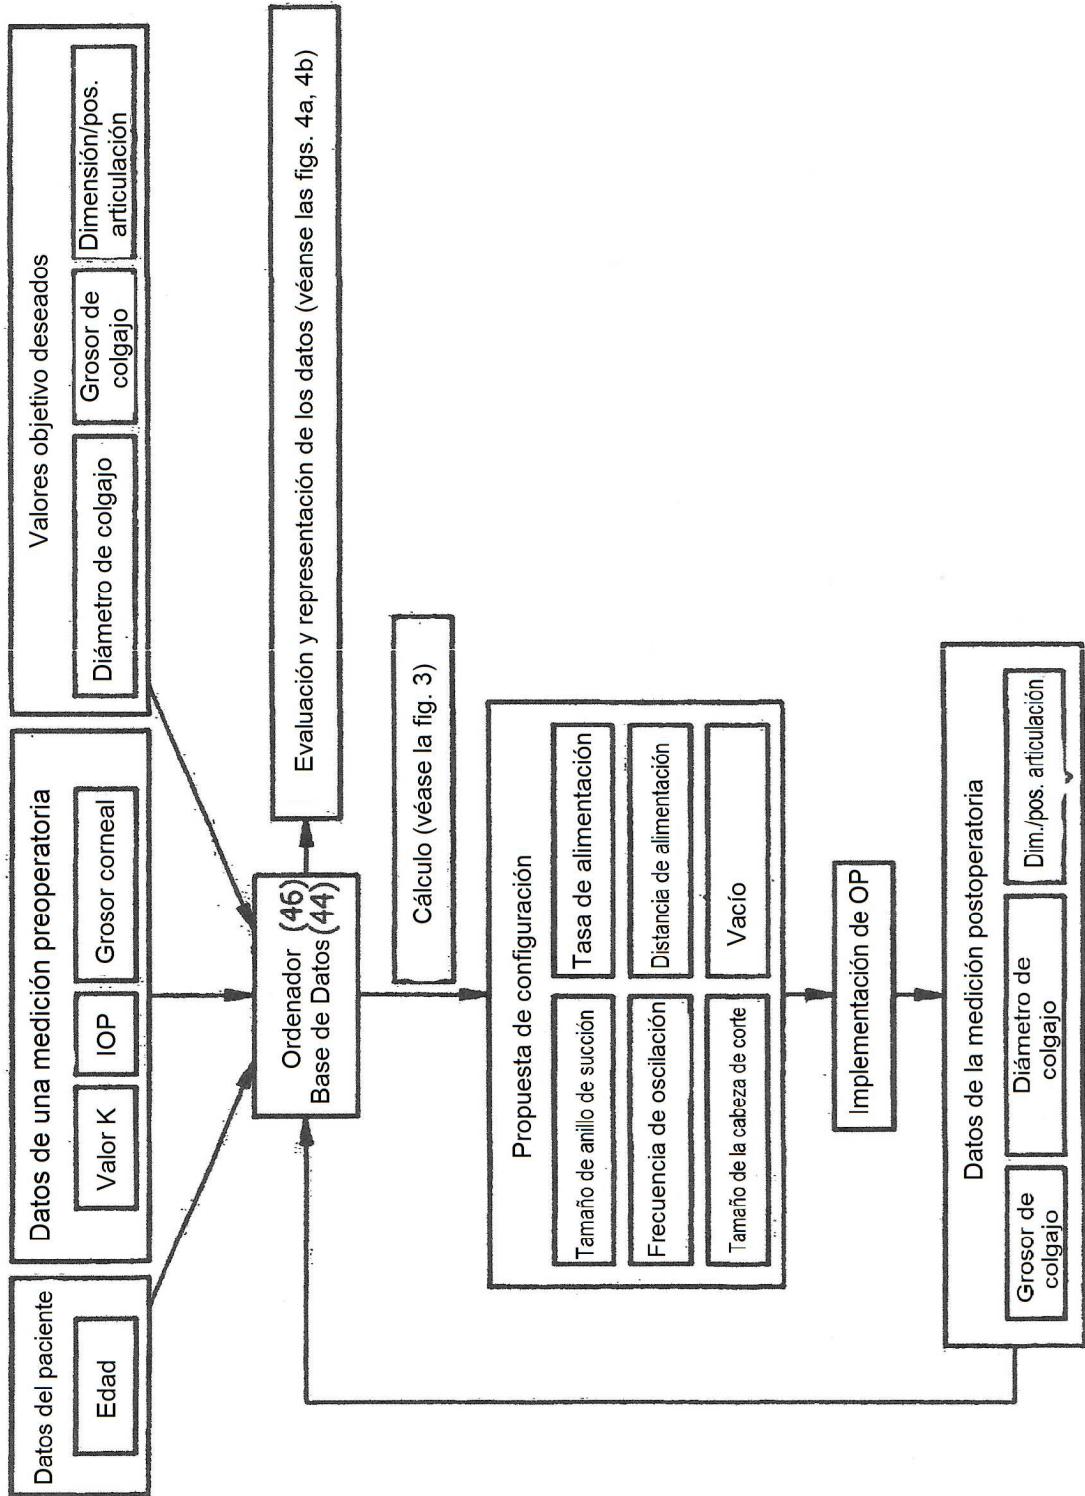 Datos del paciente
Edad
Datos de una medición preoperatoria
Valor K
IOP
Grosor corneal
Valores objetivo deseados
Diámetro de colgajo
Grosor de
colgajo
Dimensión/pos.
articulación
Ordenador (46)
Base de Datos (44)
Evaluación y representación de los datos (véanse las figs. 4a, 4b)
Cálculo (véase la fig. 3)
Propuesta de configuración
Tamaño de anillo de succión
Tasa de alimentación
Frecuencia de oscilación
Distancia de alimentación
Tamaño de la cabeza de corte
Vacío
Implementación de OP
Datos de la medición postoperatoria
Grosor de
colgajo
Diámetro de
colgajo
Dim./pos. articulación